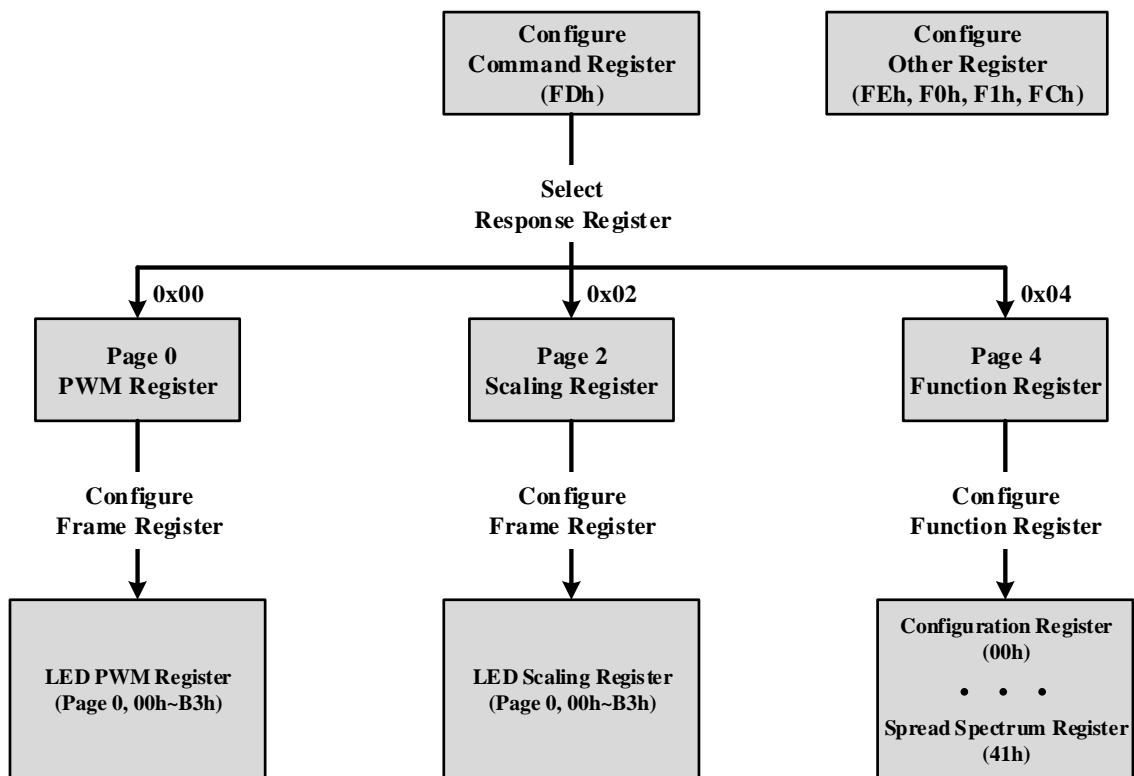 Configure
Command Register
(FDh)
Configure
Other Register
(FEh, F0h, F1h, FCh)
Select
Response Register
0x00
0x02
0x04
Page 0
PWM Register
Page 2
Scaling Register
Page 4
Function Register
Configure
Frame Register
Configure
Frame Register
Configure
Function Register
LED PWM Register
(Page 0, 00h~B3h)
LED Scaling Register
(Page 0, 00h~B3h)
Configuration Register
(00h)
• • •
Spread Spectrum Register
(41h)